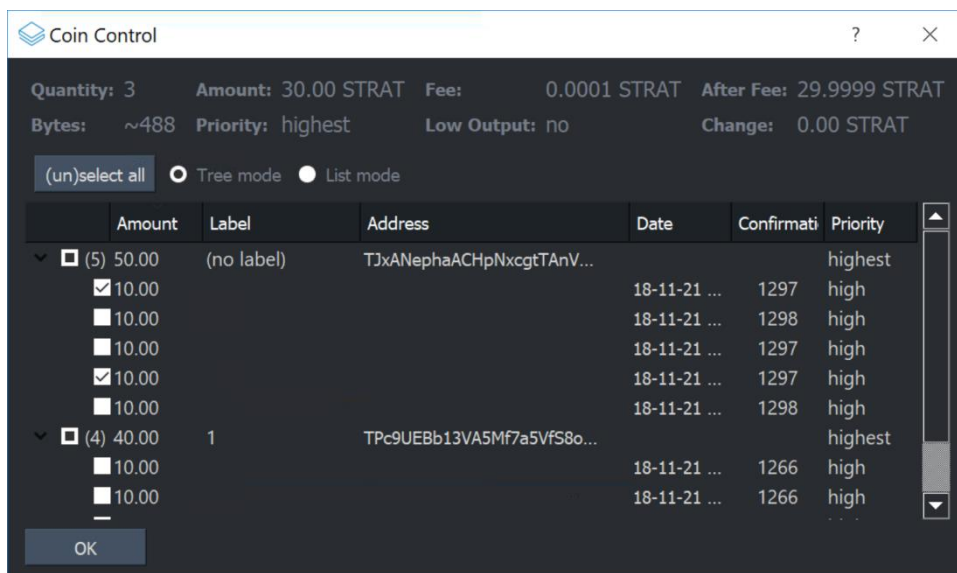 Coin Control ?
Quantity: 3 Amount: 30.00 STRAT Fee: 0.0001 STRAT After Fee: 29.9999 STRAT
Bytes: ~488 Priority: highest Low Output: no Change: 0.00 STRAT
(un)select all Tree mode List mode
Amount Label Address Date Confirmati Priority
(5) 50.00 (no label) TJxANephaACHpNxcgtTAnV... highest
10.00 18-11-21 ... 1297 high
10.00 18-11-21 ... 1298 high
10.00 18-11-21 ... 1297 high
10.00 18-11-21 ... 1297 high
10.00 18-11-21 ... 1298 high
(4) 40.00 1 TPc9UEBb13VA5Mf7a5VfS8o... highest
10.00 18-11-21 ... 1266 high
10.00 18-11-21 ... 1266 high
OK